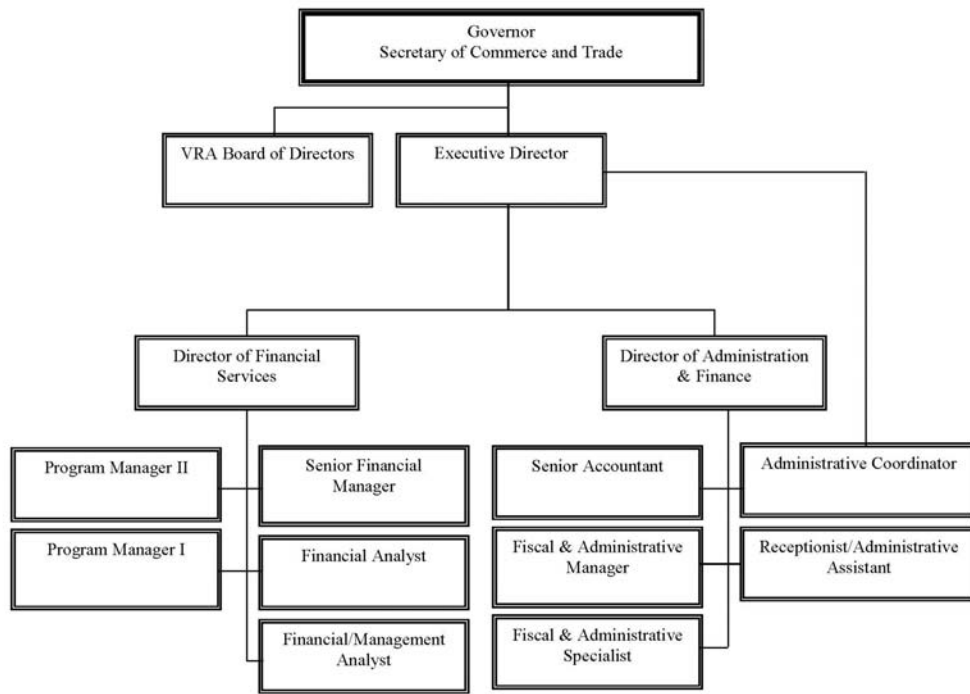 Governor
Secretary of Commerce and Trade
VRA Board of Directors
Executive Director
Director of Financial
Services
Director of Administration
& Finance
Program Manager II
Senior Financial
Manager
Senior Accountant
Administrative Coordinator
Program Manager I
Financial Analyst
Fiscal & Administrative
Manager
Receptionist/Administrative
Assistant
Financial/Management
Analyst
Fiscal & Administrative
Specialist